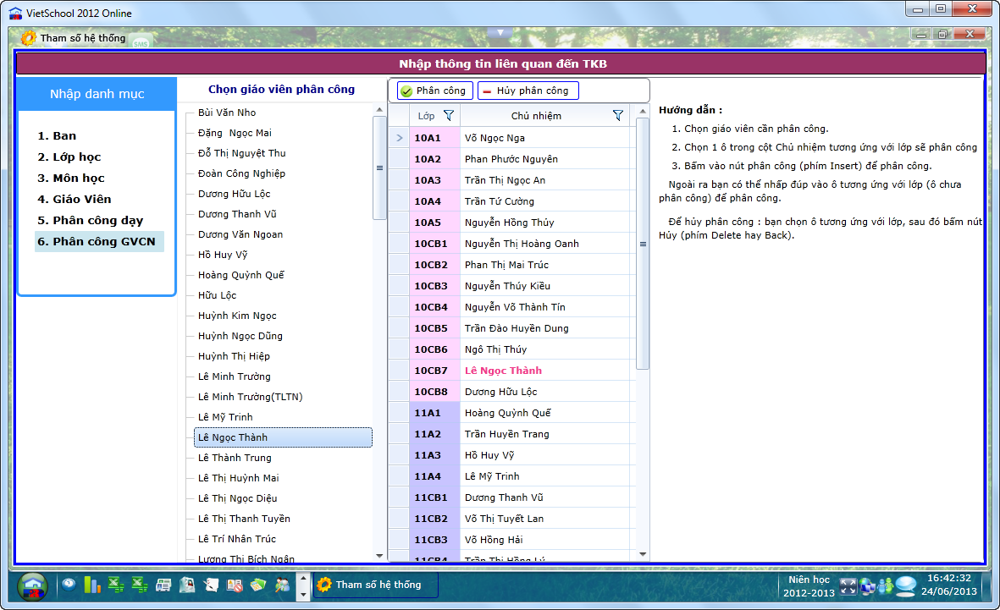 VietSchool 2012 Online
Tham số hệ thống
SMS
Nhập thông tin liên quan đến TKB
Nhập danh mục
1. Ban
2. Lớp học
3. Môn học
4. Giáo Viên
5. Phân công dạy
6. Phân công GVCN
Chọn giáo viên phân công
Bùi Văn Nho
Đặng  Ngọc Mai
Đỗ Thị Nguyệt Thu
Đoàn Công Nghiệp
Dương Hữu Lộc
Dương Thanh Vũ
Dương Văn Ngoan
Hồ Huy Vỹ
Hoàng Quỳnh Quế
Hữu Lộc
Huỳnh Kim Ngọc
Huỳnh Ngọc Dũng
Huỳnh Thị Hiệp
Lê Minh Trường
Lê Minh Trường(TLTN)
Lê Mỹ Trinh
Lê Ngọc Thành
Lê Thành Trung
Lê Thị Huỳnh Mai
Lê Thị Ngọc Diệu
Lê Thị Thanh Tuyền
Lê Trí Nhân Trúc
Lương Thị Bích Ngân
Phân công
Hủy phân công
Lớp Chủ nhiệm
10A1 Võ Ngọc Nga
10A2 Phan Phước Nguyên
10A3 Trần Thị Ngọc An
10A4 Trần Tứ Cường
10A5 Nguyễn Hồng Thúy
10CB1 Nguyễn Thị Hoàng Oanh
10CB2 Phan Thị Mai Trúc
10CB3 Nguyễn Thúy Kiều
10CB4 Nguyễn Võ Thành Tín
10CB5 Trần Đào Huyền Dung
10CB6 Ngô Thị Thúy
10CB7 Lê Ngọc Thành
10CB8 Dương Hữu Lộc
11A1 Hoàng Quỳnh Quế
11A2 Trần Huyền Trang
11A3 Hồ Huy Vỹ
11A4 Lê Mỹ Trinh
11CB1 Dương Thanh Vũ
11CB2 Võ Thị Tuyết Lan
11CB3 Võ Hồng Hải
11CB4 Trần Thị Hồng Lý
Hướng dẫn :
1. Chọn giáo viên cần phân công.
2. Chọn 1 ô trong cột Chủ nhiệm tương ứng với lớp sẽ phân công
3. Bấm vào nút phân công (phím Insert) để phân công.
Ngoài ra bạn có thể nhấp đúp vào ô tương ứng với lớp (ô chưa
phân công) để phân công.
Để hủy phân công : bạn chọn ô tương ứng với lớp, sau đó bấm nút
Hủy (phím Delete hay Back).
Tham số hệ thống
Niên học
2012-2013
16:42:32
24/06/2013